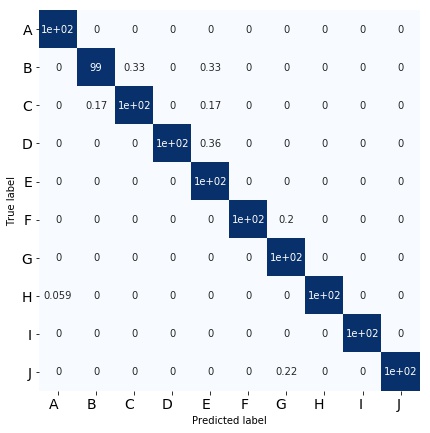 A 1e+02 0 0 0 0 0 0 0 0 0
B 0 99 0.33 0 0.33 0 0 0 0 0
C 0 0.17 1e+02 0 0.17 0 0 0 0 0
D 0 0 0 1e+02 0.36 0 0 0 0 0
E 0 0 0 0 1e+02 0 0 0 0 0
F 0 0 0 0 0 1e+02 0.2 0 0 0
G 0 0 0 0 0 0 1e+02 0 0 0
H 0.059 0 0 0 0 0 0 1e+02 0 0
I 0 0 0 0 0 0 0 0 1e+02 0
J 0 0 0 0 0 0 0.22 0 0 1e+02
True label
A B C D E F G H I J
Predicted label